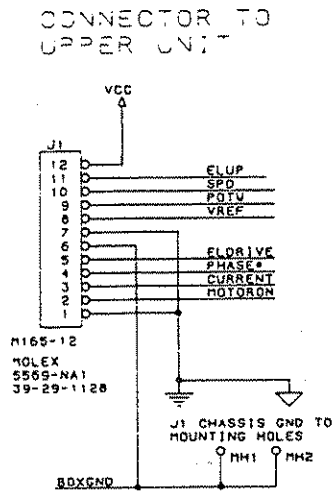 CONNECTOR TO
UPPER UNIT
VCC
J1
12
11 ELUP
10 SPD
9 POTW
8 VREF
7
6
5 ELDRIVE
4 PHASE*
3 CURRENT
2 MOTORON
1
M165-12
MOLEX
5569-NA1
39-29-1128
J1 CHASSIS GND TO
MOUNTING HOLES
MH1 MH2
BOXGND